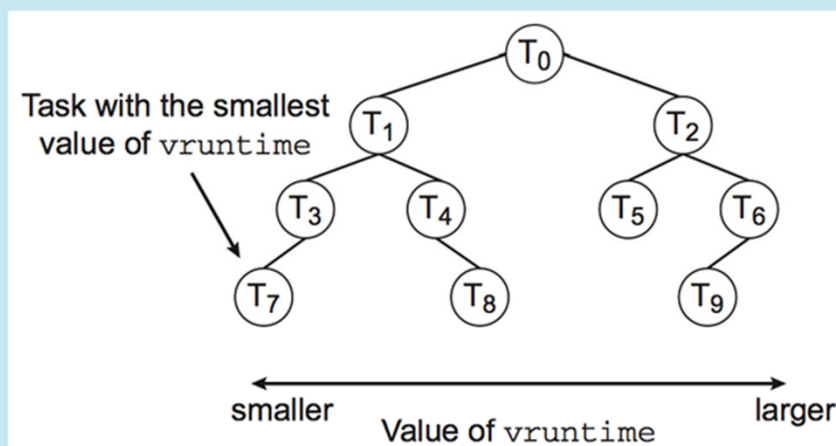 T0
Task with the smallest
value of vruntime
T1
T2
T3
T4
T5
T6
T7
T8
T9
smaller
larger
Value of vruntime